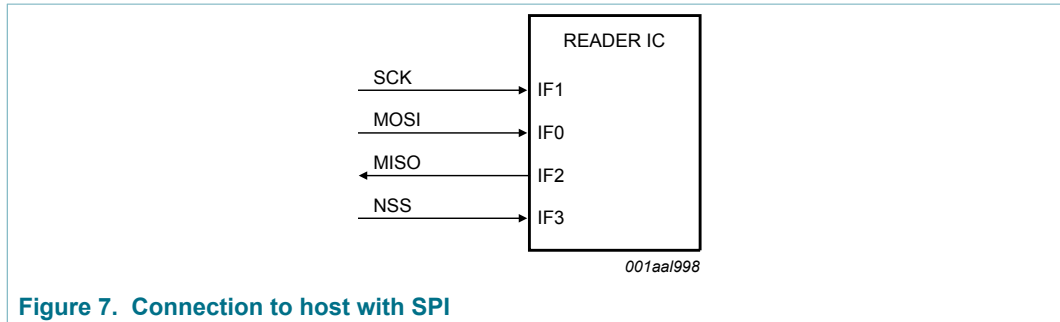 READER IC
SCK
IF1
MOSI
IF0
MISO
IF2
NSS
IF3
001aal998
Figure 7. Connection to host with SPI